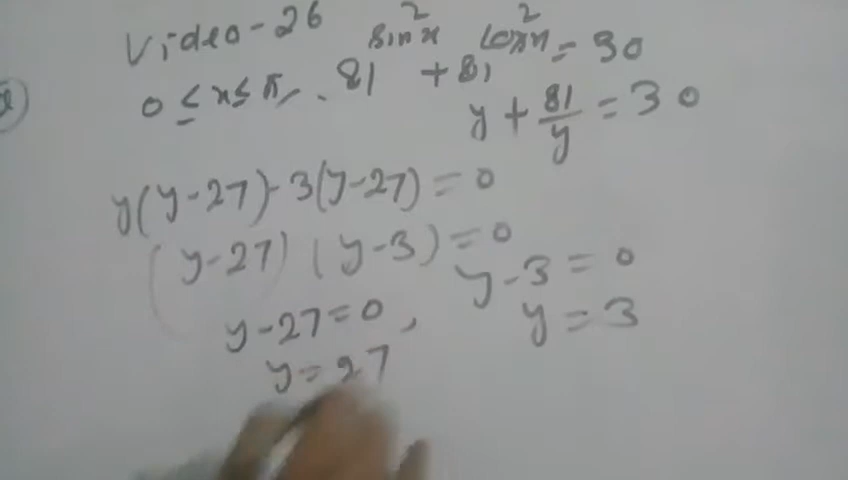 Video-26
0 ≤ x ≤ π, . 81^sin²x + 81^cos²x = 30
y + 81/y = 30
y(y-27)-3(y-27)=0
(y-27) (y-3)=0
y-27=0, y-3=0
y=27 y=3